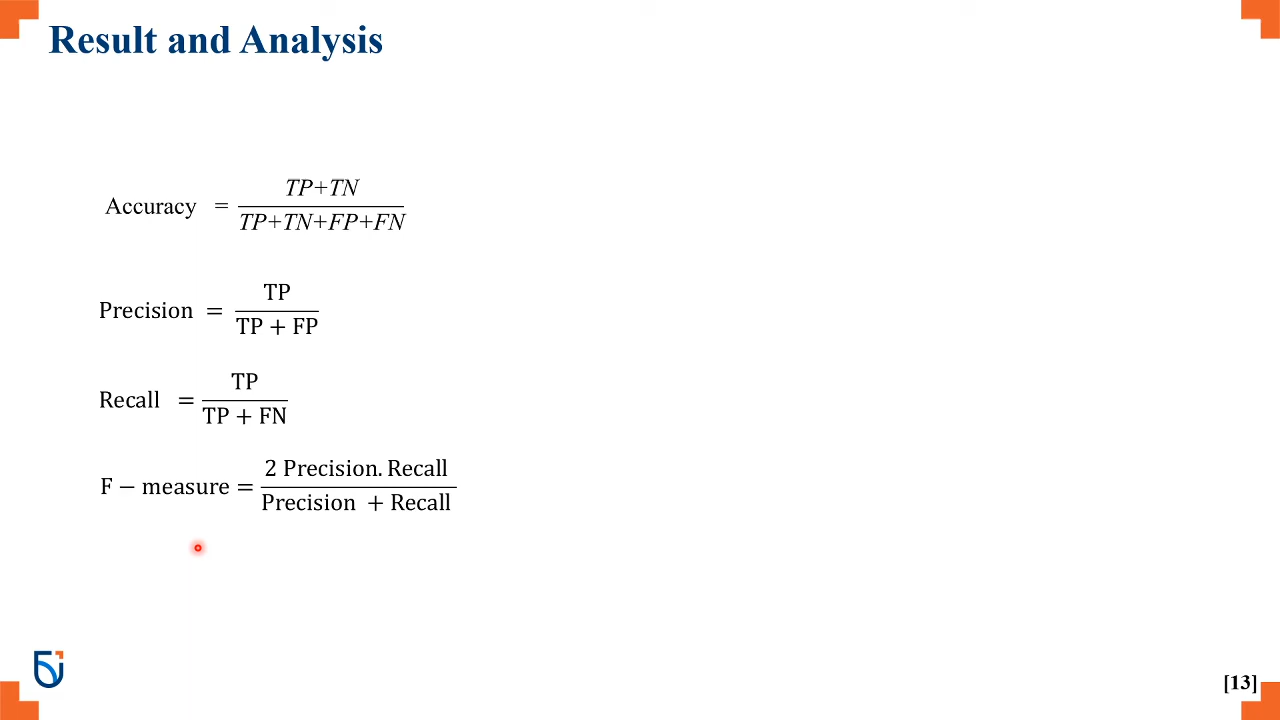 Result and Analysis
Accuracy = TP+TN / TP+TN+FP+FN
Precision = TP / TP + FP
Recall = TP / TP + FN
F − measure = 2 Precision. Recall / Precision + Recall
[13]